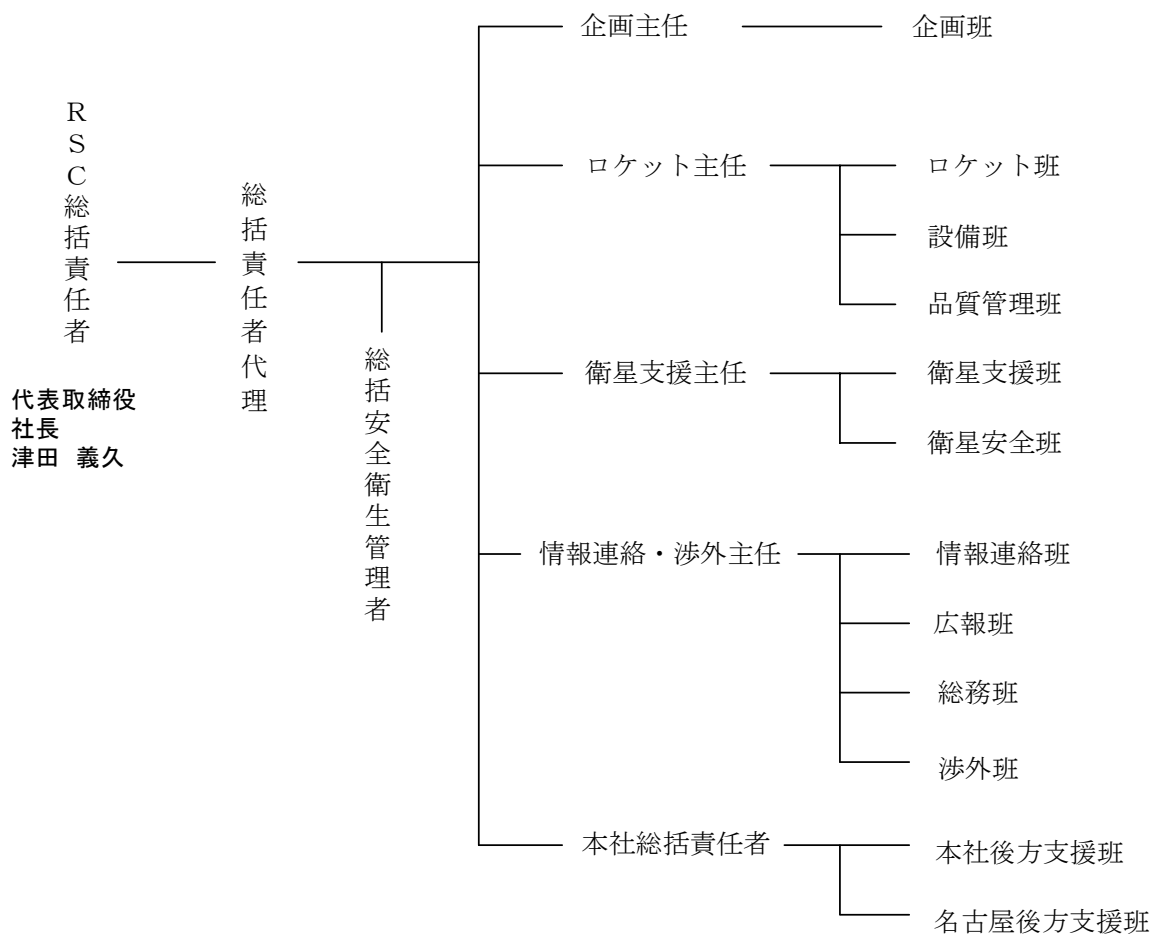 RSC総括責任者
代表取締役
社長
津田 義久
総括責任者代理
総括安全衛生管理者
企画主任
企画班
ロケット主任
ロケット班
設備班
品質管理班
衛星支援主任
衛星支援班
衛星安全班
情報連絡・渉外主任
情報連絡班
広報班
総務班
渉外班
本社総括責任者
本社後方支援班
名古屋後方支援班